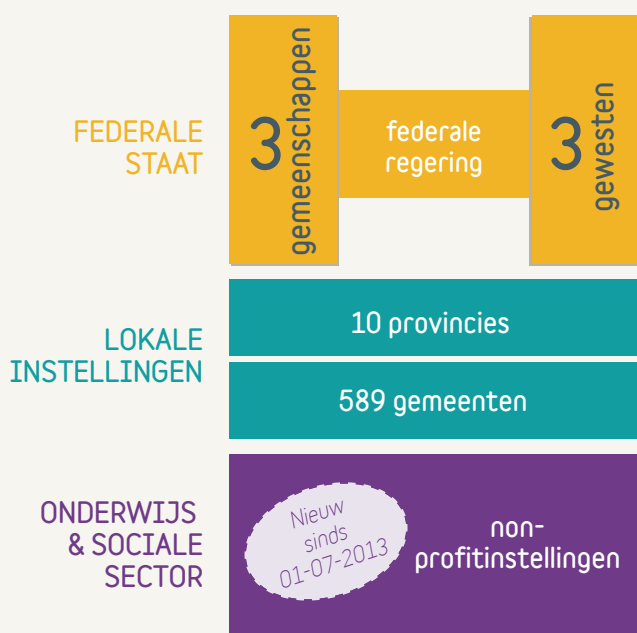 FEDERALE
STAAT
3
gemeenschappen
federale
regering
3
gewesten
LOKALE
INSTELLINGEN
10 provincies
589 gemeenten
ONDERWIJS
& SOCIALE
SECTOR
Nieuw
sinds
01-07-2013
non-
profitinstellingen